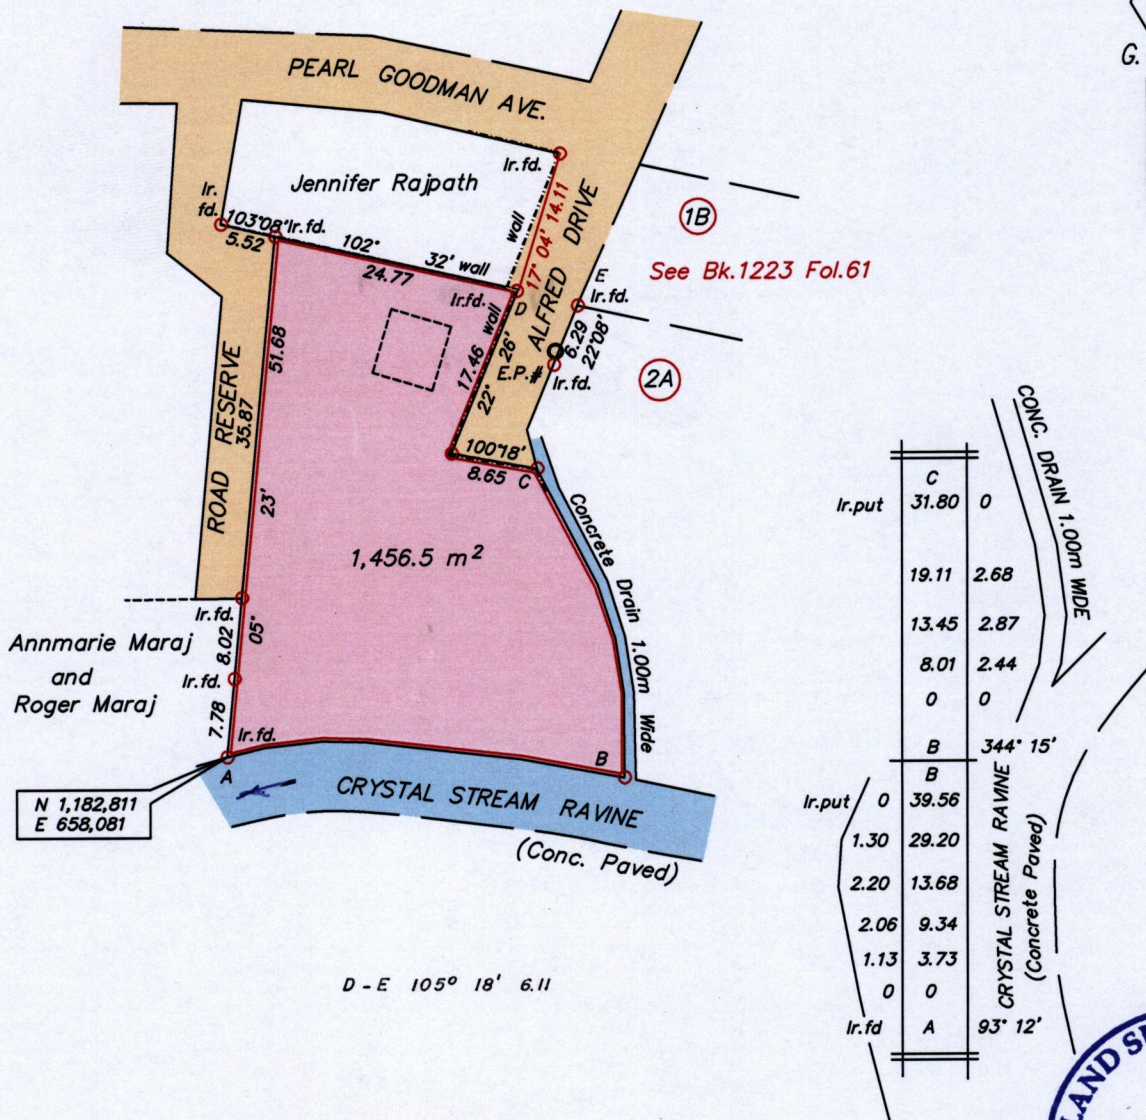 G.
PEARL GOODMAN AVE.
Ir.fd.
Jennifer Rajpath
Ir.
fd.
103°08'
Ir.fd.
5.52
102°
32'
wall
24.77
wall
17° 04' 14.11
ALFRED DRIVE
1B
See Bk.1223 Fol.61
E
Ir.fd.
Ir.fd.
D
6.29
22°08'
E.P.#
Ir.fd.
2A
17.46
wall
22°
26'
51.68
ROAD RESERVE
35.87
23'
100°18'
8.65
C
Concrete Drain 1.00m Wide
1,456.5 m²
Ir.fd.
05°
8.02
Annmarie Maraj
and
Roger Maraj
Ir.fd.
7.78
Ir.fd.
A
B
N 1,182,811
E 658,081
CRYSTAL STREAM RAVINE
(Conc. Paved)
D - E 105° 18' 6.11
CONC. DRAIN 1.00m WIDE
C
Ir.put 31.80 0
19.11 2.68
13.45 2.87
8.01 2.44
0 0
B 344° 15'
B
Ir.put 0 39.56
1.30 29.20
2.20 13.68
2.06 9.34
1.13 3.73
0 0
Ir.fd A 93° 12'
CRYSTAL STREAM RAVINE
(Concrete Paved)
LAND